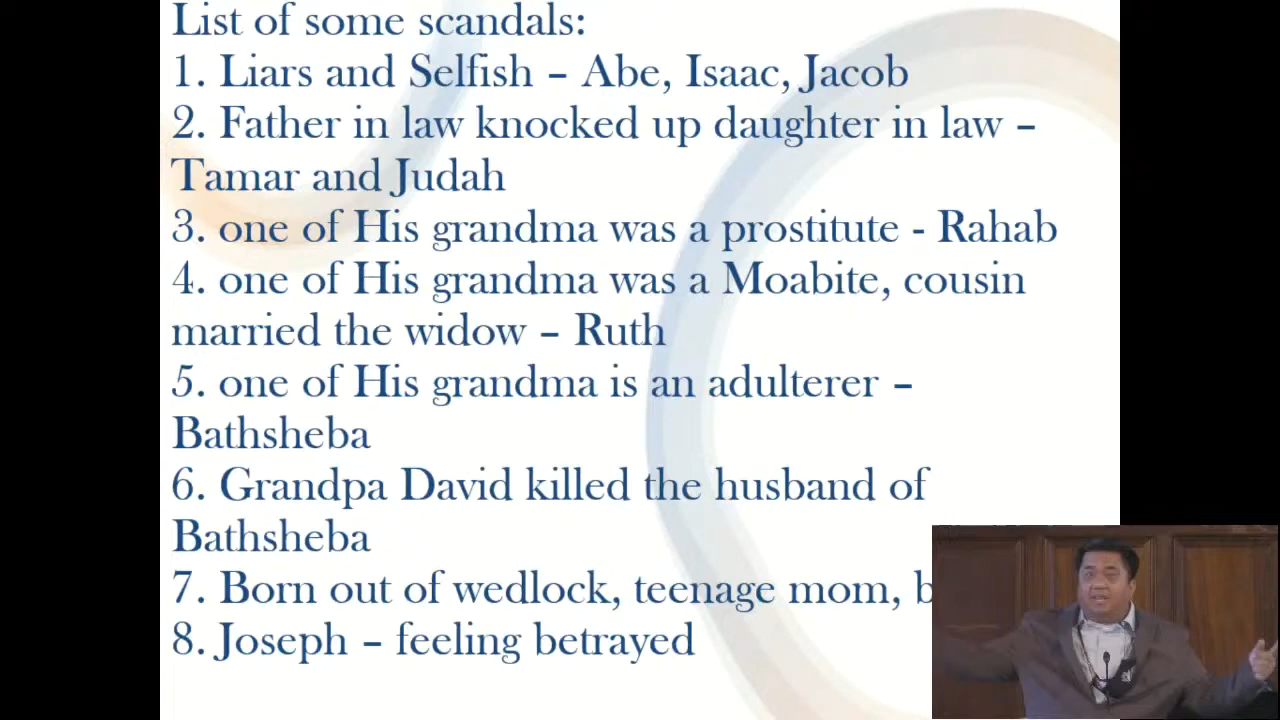 List of some scandals:
1. Liars and Selfish – Abe, Isaac, Jacob
2. Father in law knocked up daughter in law –
Tamar and Judah
3. one of His grandma was a prostitute - Rahab
4. one of His grandma was a Moabite, cousin
married the widow – Ruth
5. one of His grandma is an adulterer –
Bathsheba
6. Grandpa David killed the husband of
Bathsheba
7. Born out of wedlock, teenage mom,
8. Joseph – feeling betrayed